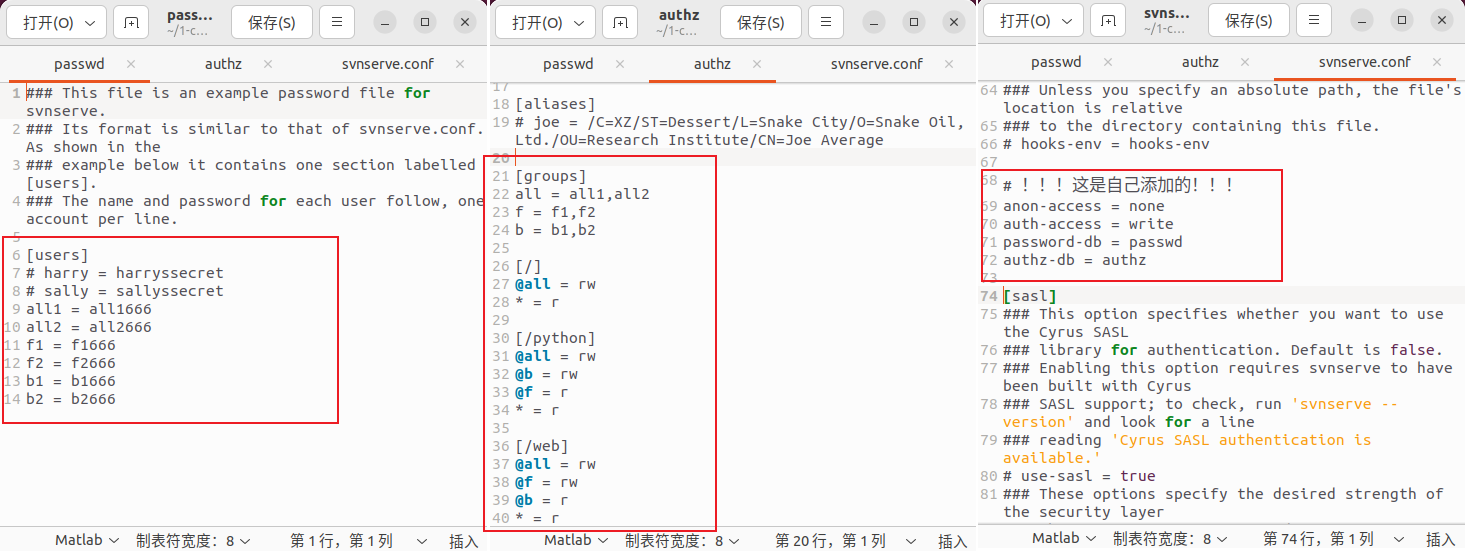 打开(O)
pass...
~/1-c...
保存(S)
passwd
authz
svnserve.conf
1 ### This file is an example password file for
svnserve.
2 ### Its format is similar to that of svnserve.conf.
As shown in the
3 ### example below it contains one section labelled
[users].
4 ### The name and password for each user follow, one
account per line.
5
6 [users]
7 # harry = harryssecret
8 # sally = sallyssecret
9 all1 = all1666
10 all2 = all2666
11 f1 = f1666
12 f2 = f2666
13 b1 = b1666
14 b2 = b2666
Matlab
制表符宽度：8
第 1 行，第 1 列
插入
打开(O)
authz
~/1-c...
保存(S)
passwd
authz
svnserve.conf
17
18 [aliases]
19 # joe = /C=XZ/ST=Dessert/L=Snake City/O=Snake Oil,
Ltd./OU=Research Institute/CN=Joe Average
20
21 [groups]
22 all = all1,all2
23 f = f1,f2
24 b = b1,b2
25
26 [/]
27 @all = rw
28 * = r
29
30 [/python]
31 @all = rw
32 @b = rw
33 @f = r
34 * = r
35
36 [/web]
37 @all = rw
38 @f = rw
39 @b = r
40 * = r
Matlab
制表符宽度：8
第 20 行，第 1 列
插入
打开(O)
svns...
~/1-c...
保存(S)
passwd
authz
svnserve.conf
64 ### Unless you specify an absolute path, the file's
location is relative
65 ### to the directory containing this file.
66 # hooks-env = hooks-env
67
68 # ！！！这是自己添加的！！！
69 anon-access = none
70 auth-access = write
71 password-db = passwd
72 authz-db = authz
73
74 [sasl]
75 ### This option specifies whether you want to use
the Cyrus SASL
76 ### library for authentication. Default is false.
77 ### Enabling this option requires svnserve to have
been built with Cyrus
78 ### SASL support; to check, run 'svnserve --
version' and look for a line
79 ### reading 'Cyrus SASL authentication is
available.'
80 # use-sasl = true
81 ### These options specify the desired strength of
the security layer
Matlab
制表符宽度：8
第 74 行，第 1 列
插入